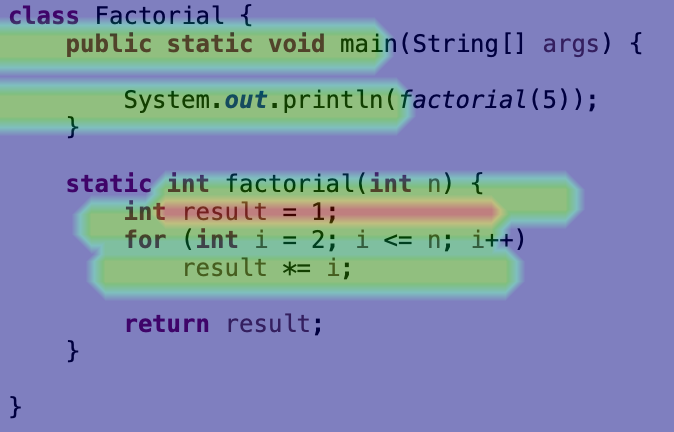 class Factorial {
    public static void main(String[] args) {

        System.out.println(factorial(5));
    }

    static int factorial(int n) {
        int result = 1;
        for (int i = 2; i <= n; i++)
            result *= i;

        return result;
    }

}